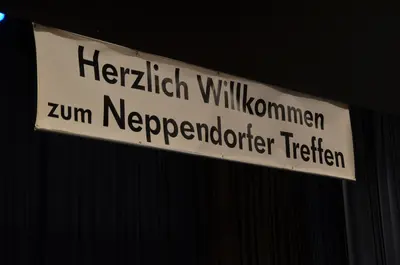 Herzlich Willkommen
zum Neppendorfer Treffen